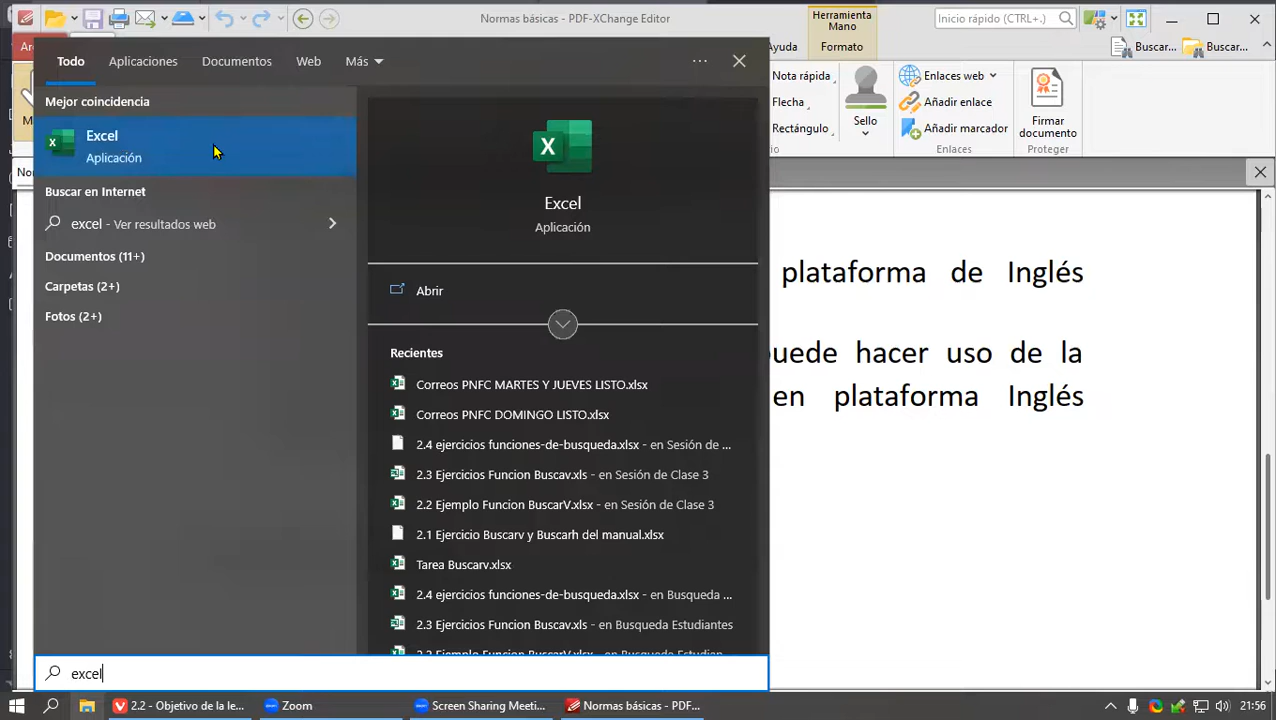 Normas básicas - PDF-XChange Editor
Herramienta
Mano
Inicio rápido (CTRL+.)
Ayuda
Formato
Buscar...
Buscar...
Todo
Aplicaciones
Documentos
Web
Más
Nota rápida
Flecha
Rectángulo
Sello
Enlaces web
Añadir enlace
Añadir marcador
Enlaces
Firmar
documento
Proteger
Mejor coincidencia
Excel
Aplicación
Buscar en Internet
excel - Ver resultados web
Documentos (11+)
Carpetas (2+)
Fotos (2+)
X
Excel
Aplicación
Abrir
Recientes
Correos PNFC MARTES Y JUEVES LISTO.xlsx
Correos PNFC DOMINGO LISTO.xlsx
2.4 ejercicios funciones-de-busqueda.xlsx - en Sesión de ...
2.3 Ejercicios Funcion Buscav.xls - en Sesión de Clase 3
2.2 Ejemplo Funcion BuscarV.xlsx - en Sesión de Clase 3
2.1 Ejercicio Buscarv y Buscarh del manual.xlsx
Tarea Buscarv.xlsx
2.4 ejercicios funciones-de-busqueda.xlsx - en Busqueda ...
2.3 Ejercicios Funcion Buscav.xls - en Busqueda Estudiantes
plataforma de Inglés
puede hacer uso de la
en plataforma Inglés
excel
2.2 - Objetivo de la le...
Zoom
Screen Sharing Meeti...
Normas básicas - PDF...
21:56